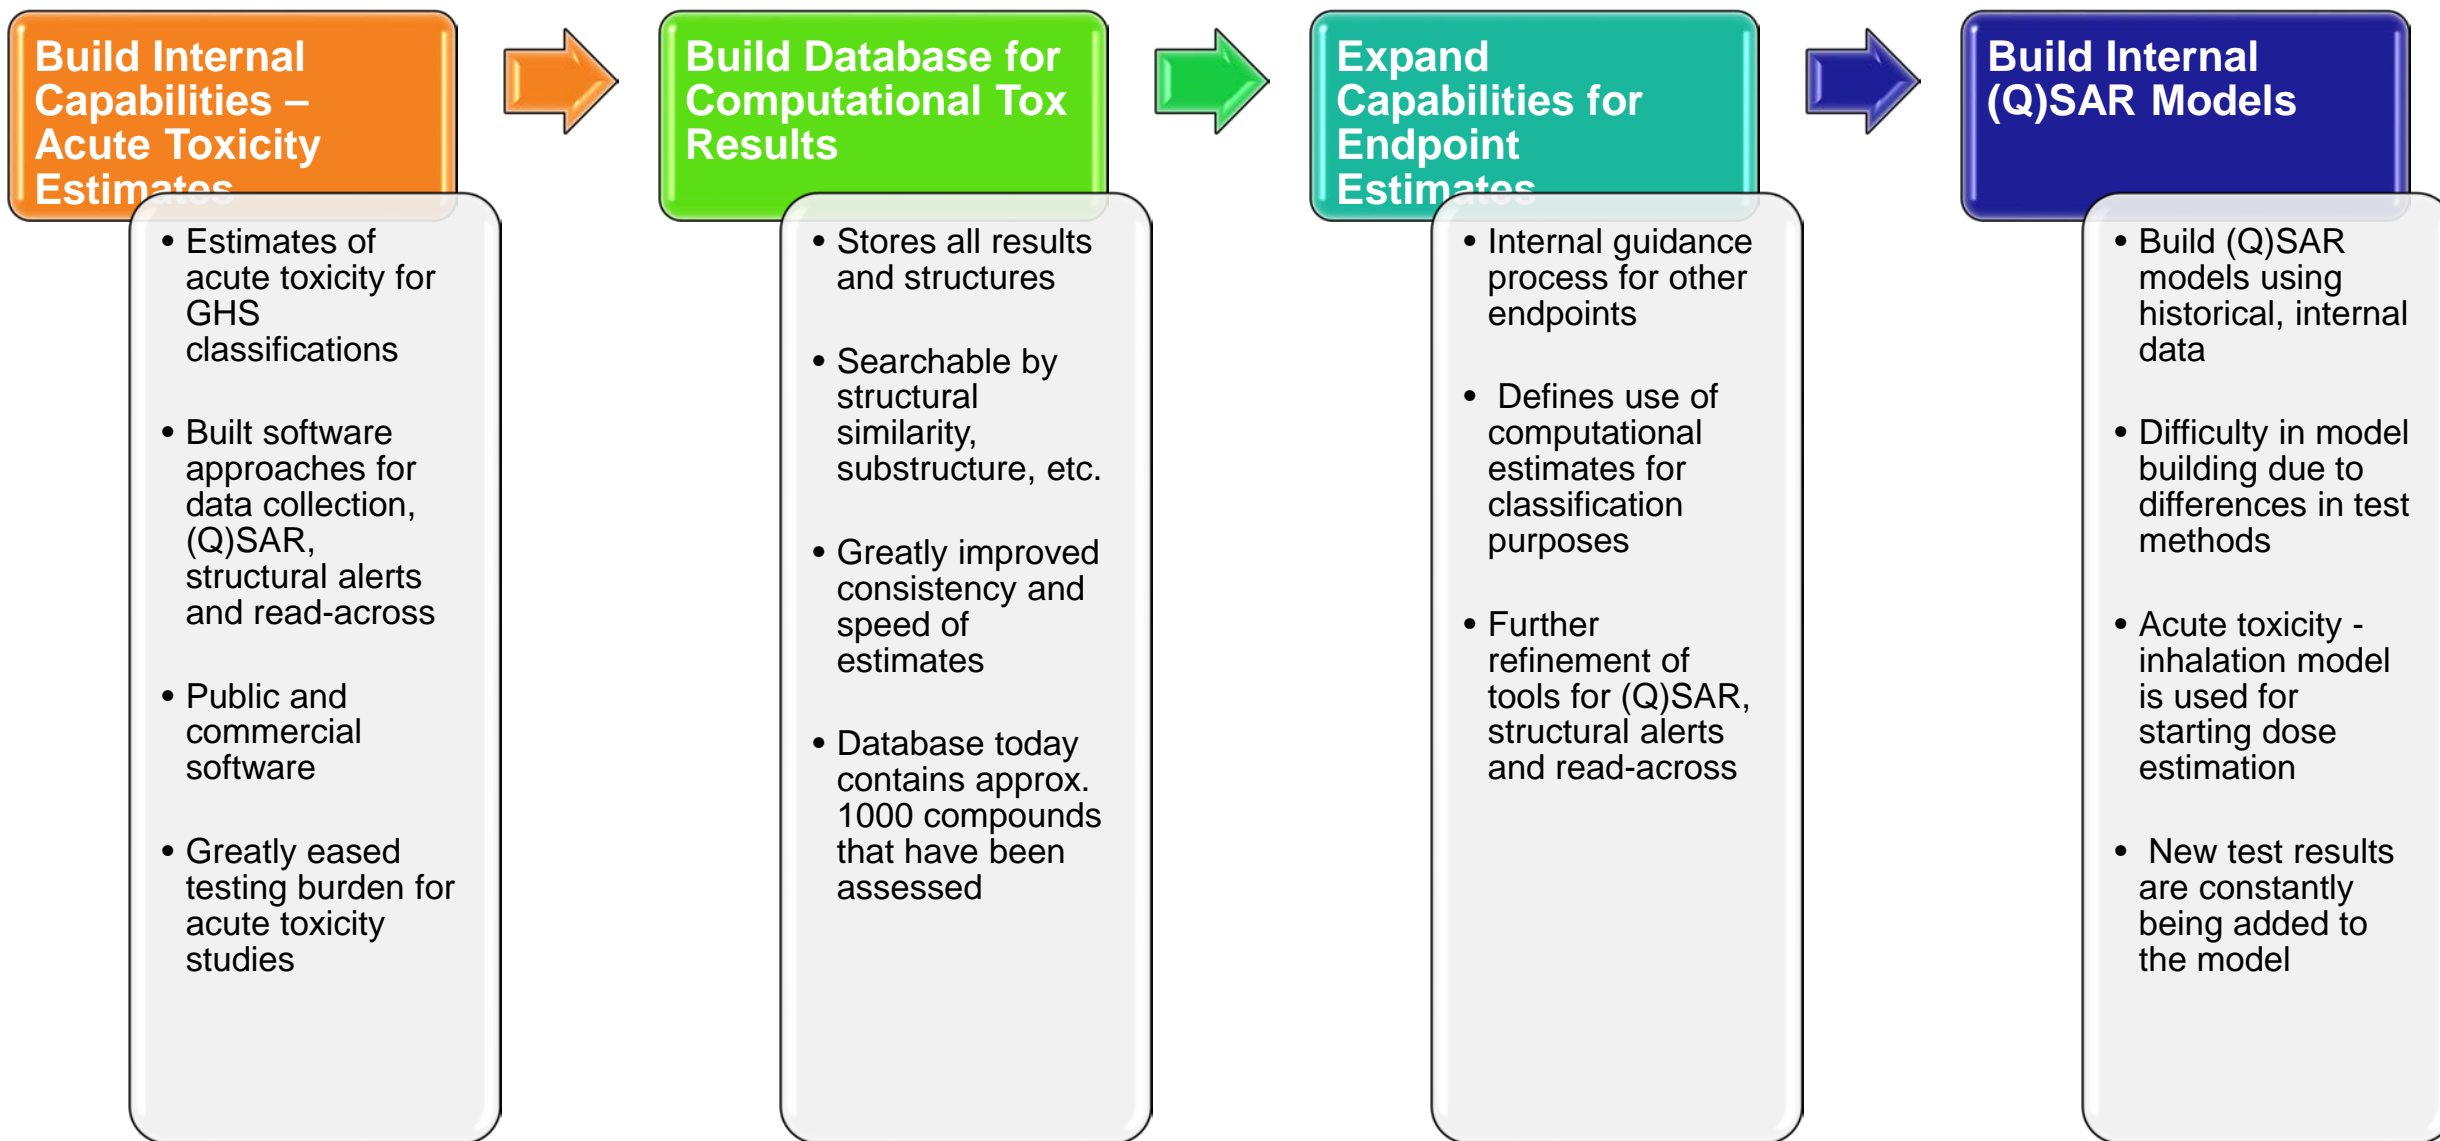 Build Internal
Capabilities –
Acute Toxicity
Estimates
• Estimates of
acute toxicity for
GHS
classifications
• Built software
approaches for
data collection,
(Q)SAR,
structural alerts
and read-across
• Public and
commercial
software
• Greatly eased
testing burden for
acute toxicity
studies
Build Database for
Computational Tox
Results
• Stores all results
and structures
• Searchable by
structural
similarity,
substructure, etc.
• Greatly improved
consistency and
speed of
estimates
• Database today
contains approx.
1000 compounds
that have been
assessed
Expand
Capabilities for
Endpoint
Estimates
• Internal guidance
process for other
endpoints
• Defines use of
computational
estimates for
classification
purposes
• Further
refinement of
tools for (Q)SAR,
structural alerts
and read-across
Build Internal
(Q)SAR Models
• Build (Q)SAR
models using
historical, internal
data
• Difficulty in model
building due to
differences in test
methods
• Acute toxicity -
inhalation model
is used for
starting dose
estimation
• New test results
are constantly
being added to
the model